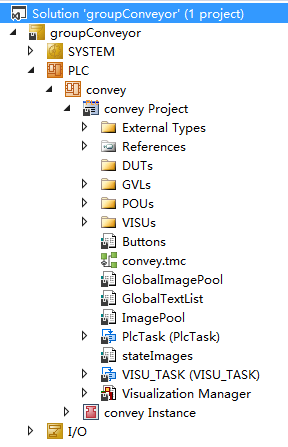 Solution 'groupConveyor' (1 project)
groupConveyor
SYSTEM
PLC
convey
convey Project
External Types
References
DUTs
GVLs
POUs
VISUs
Buttons
convey.tmc
GlobalImagePool
GlobalTextList
ImagePool
PlcTask (PlcTask)
stateImages
VISU_TASK (VISU_TASK)
Visualization Manager
convey Instance
I/O